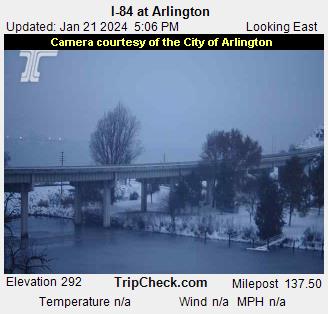 I-84 at Arlington
Updated: Jan 21 2024 5:06 PM Looking East
Camera courtesy of the City of Arlington
Elevation 292 TripCheck.com Milepost 137.50
Temperature n/a Wind n/a MPH n/a